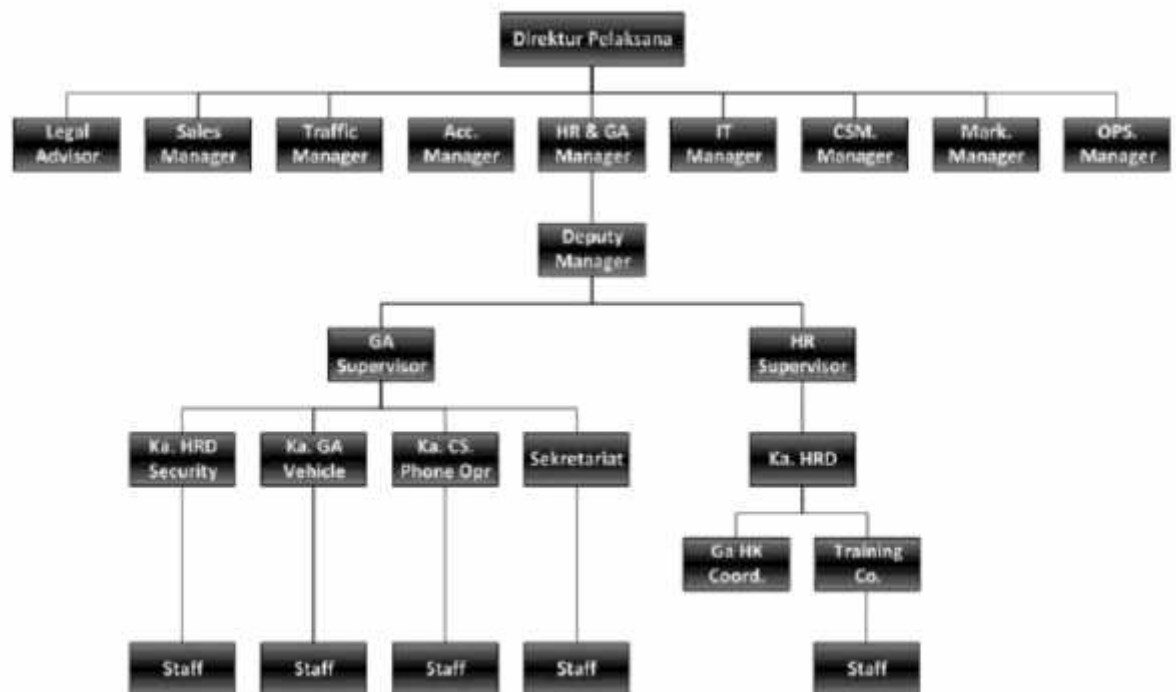 Direktur Pelaksana
Legal
Advisor
Sales
Manager
Traffic
Manager
Acc.
Manager
HR & GA
Manager
IT
Manager
CSM.
Manager
Mark.
Manager
OPS.
Manager
Deputy
Manager
GA
Supervisor
HR
Supervisor
Ka. HRD
Security
Ka. GA
Vehicle
Ka. CS.
Phone Opr
Sekretariat
Ka. HRD
Ga HK
Coord.
Training
Co.
Staff
Staff
Staff
Staff
Staff